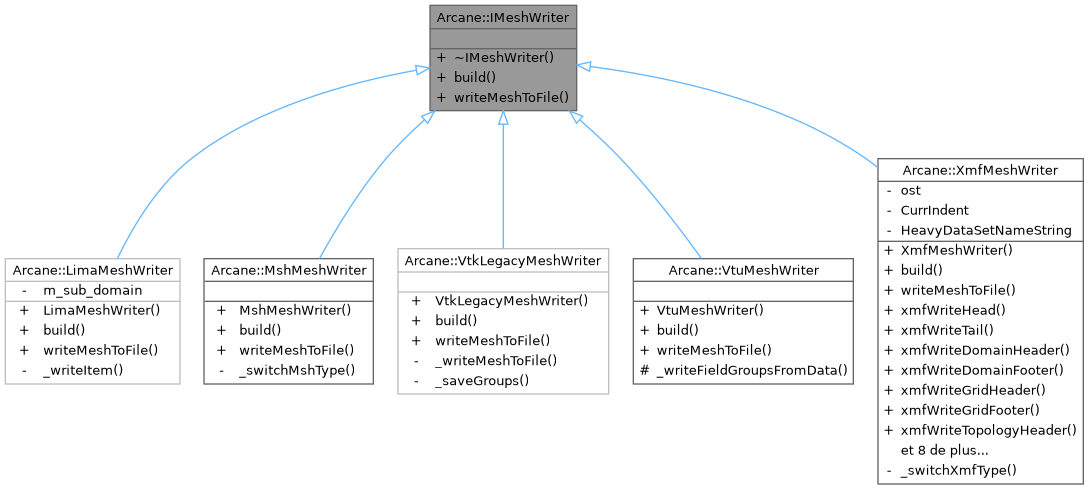 Arcane::IMeshWriter
+ ~IMeshWriter()
+ build()
+ writeMeshToFile()
Arcane::LimaMeshWriter
- m_sub_domain
+ LimaMeshWriter()
+ build()
+ writeMeshToFile()
- _writeItem()
Arcane::MshMeshWriter
+ MshMeshWriter()
+ build()
+ writeMeshToFile()
- _switchMshType()
Arcane::VtkLegacyMeshWriter
+ VtkLegacyMeshWriter()
+ build()
+ writeMeshToFile()
- _writeMeshToFile()
- _saveGroups()
Arcane::VtuMeshWriter
+ VtuMeshWriter()
+ build()
+ writeMeshToFile()
# _writeFieldGroupsFromData()
Arcane::XmfMeshWriter
- ost
- CurrIndent
- HeavyDataSetNameString
+ XmfMeshWriter()
+ build()
+ writeMeshToFile()
+ xmfWriteHead()
+ xmfWriteTail()
+ xmfWriteDomainHeader()
+ xmfWriteDomainFooter()
+ xmfWriteGridHeader()
+ xmfWriteGridFooter()
+ xmfWriteTopologyHeader()
et 8 de plus...
- _switchXmfType()